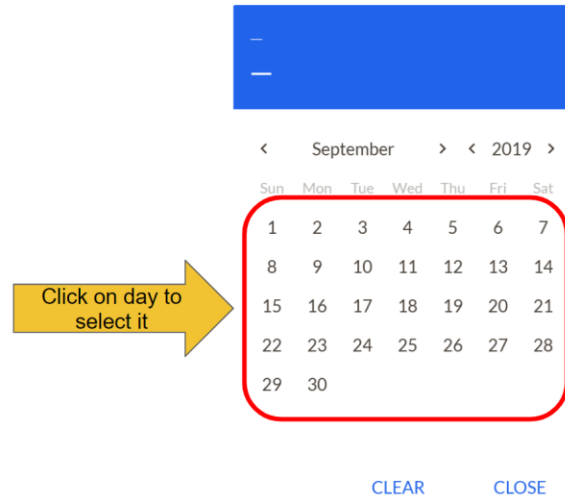 < September > < 2019 >
Sun Mon Tue Wed Thu Fri Sat
1 2 3 4 5 6 7
8 9 10 11 12 13 14
Click on day to
select it
15 16 17 18 19 20 21
22 23 24 25 26 27 28
29 30
CLEAR CLOSE